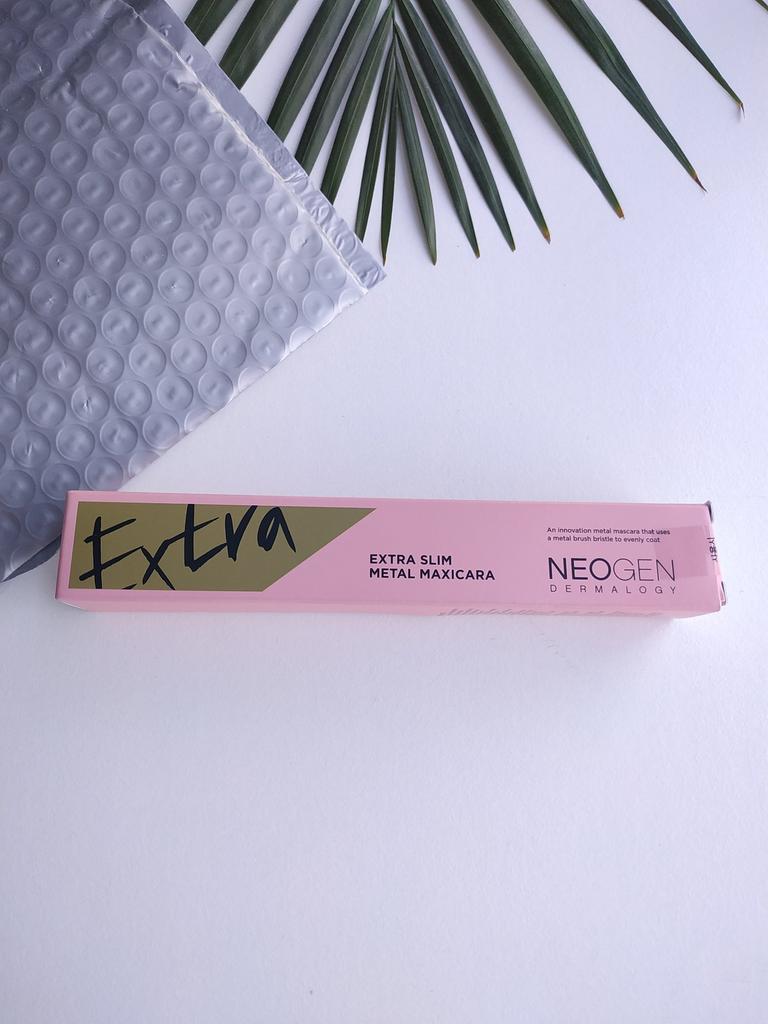 Extra
EXTRA SLIM
METAL MAXICARA
An innovation metal mascara that uses
a metal brush bristle to evenly coat
NEOGEN
DERMALOGY